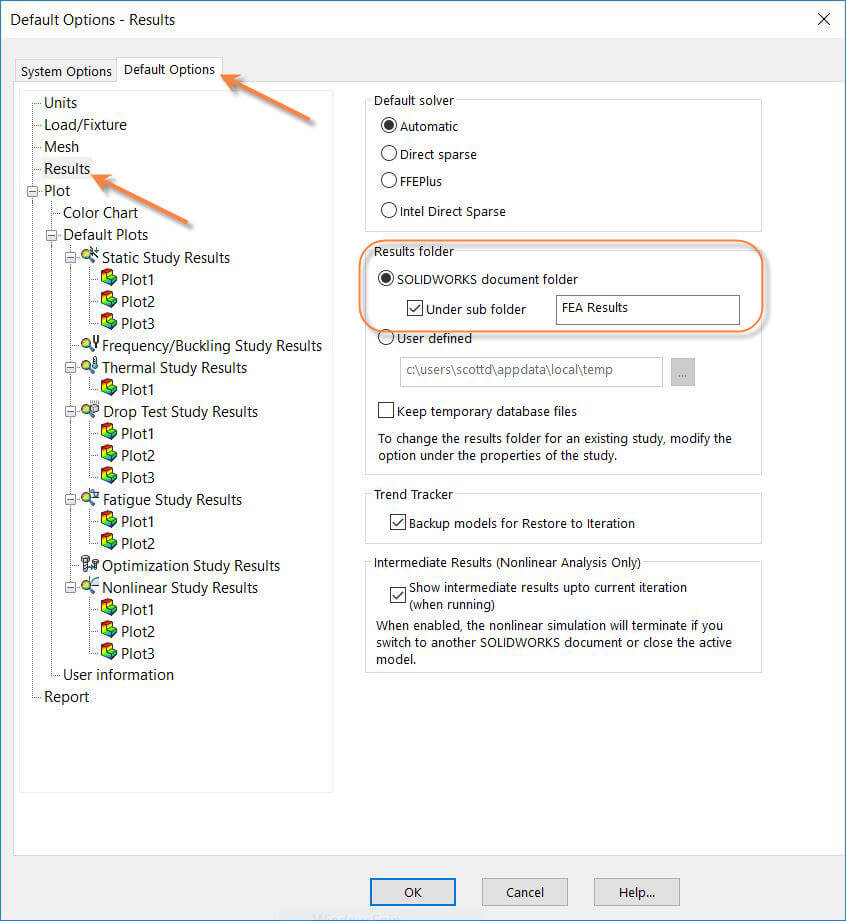 Default Options - Results
System Options
Default Options
Units
Load/Fixture
Mesh
Results
Plot
Color Chart
Default Plots
Static Study Results
Plot1
Plot2
Plot3
Frequency/Buckling Study Results
Thermal Study Results
Plot1
Drop Test Study Results
Plot1
Plot2
Plot3
Fatigue Study Results
Plot1
Plot2
Optimization Study Results
Nonlinear Study Results
Plot1
Plot2
Plot3
User information
Report
Default solver
Automatic
Direct sparse
FFEPlus
Intel Direct Sparse
Results folder
SOLIDWORKS document folder
Under sub folder
FEA Results
User defined
c:\users\scottd\appdata\local\temp
...
Keep temporary database files
To change the results folder for an existing study, modify the
option under the properties of the study.
Trend Tracker
Backup models for Restore to Iteration
Intermediate Results (Nonlinear Analysis Only)
Show intermediate results upto current iteration
(when running)
When enabled, the nonlinear simulation will terminate if you
switch to another SOLIDWORKS document or close the active
model.
OK
Cancel
Help...